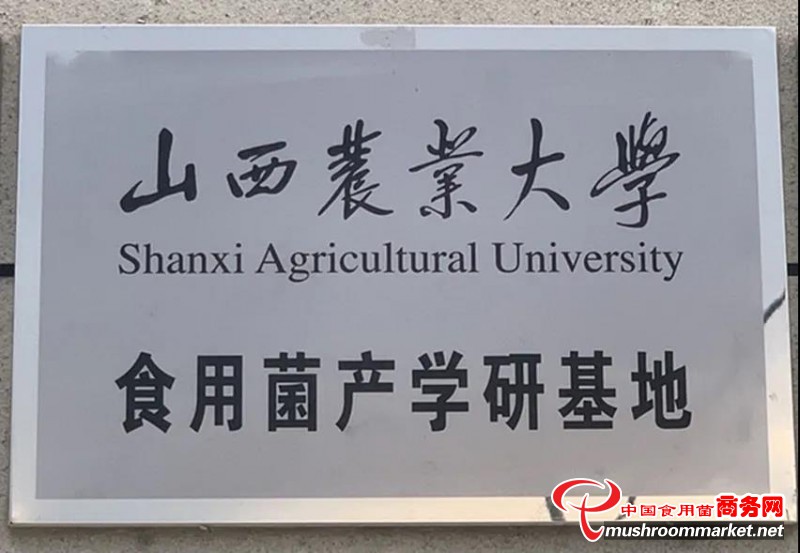 山西農業大學
Shanxi Agricultural University
食用菌产学研基地
中国食用菌商务网
mushroommarket.net